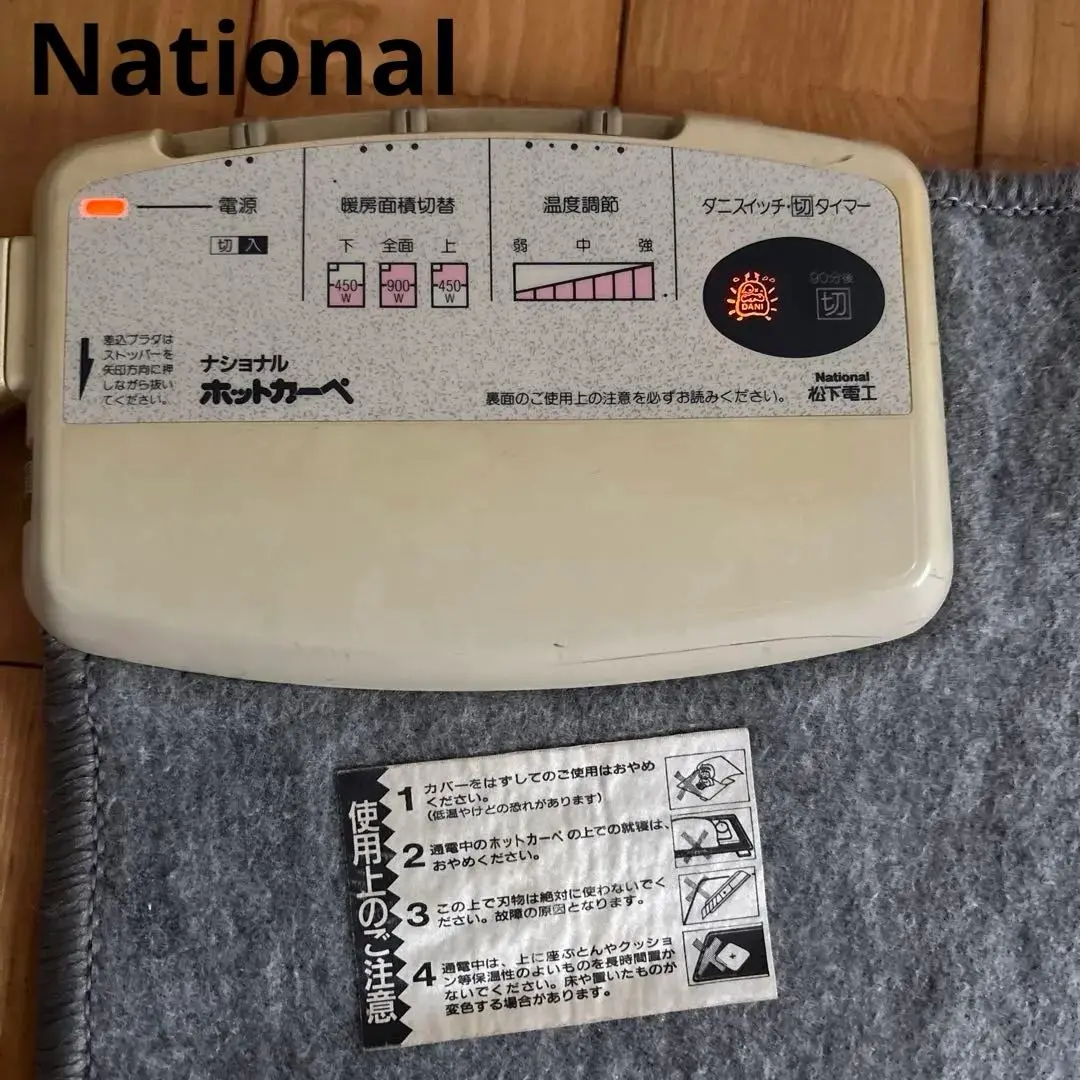 National
電源
切 入
暖房面積切替
下 全面 上
450W 900W 450W
温度調節
弱 中 強
ダニスイッチ・切タイマー
DANI
90分後
切
差込プラグは
ストッパーを
矢印方向に押
しながら抜い
てください。
ナショナル
ホットカーペ
裏面のご使用上の注意を必ずお読みください。
National
松下電工
使用上のご注意
1 カバーをはずしてのご使用はおやめ
ください。
(低温やけどの恐れがあります)
2 通電中のホットカーペの上での就寝は、
おやめください。
3 この上で刃物は絶対に使わないでく
ださい。故障の原因となります。
4 通電中は、上に座ぶとんやクッショ
ン等保温性のよいものを長時間置か
ないでください。床や置いたものが
変色する場合があります。